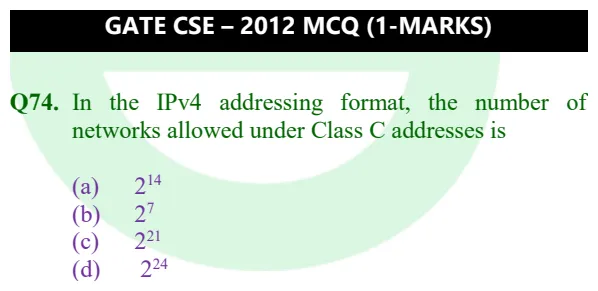 GATE CSE – 2012 MCQ (1-MARKS)
Q74. In the IPv4 addressing format, the number of
networks allowed under Class C addresses is
(a) 2¹⁴
(b) 2⁷
(c) 2²¹
(d) 2²⁴